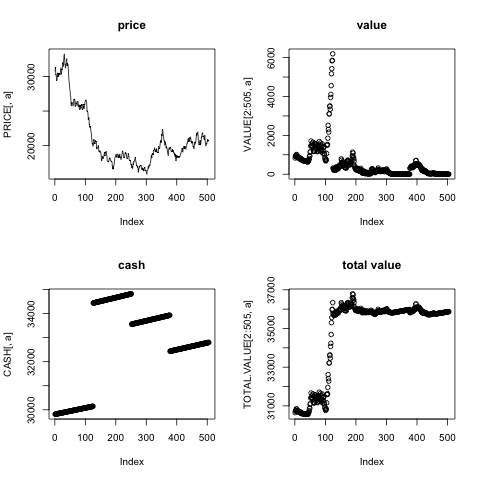 price
PRICE[, a]
20000 30000
0 100 200 300 400 500
Index
value
VALUE[2:505, a]
0 2000 4000 6000
0 100 200 300 400 500
Index
cash
CASH[, a]
30000 32000 34000
0 100 200 300 400 500
Index
total value
TOTAL.VALUE[2:505, a]
31000 33000 35000 37000
0 100 200 300 400 500
Index